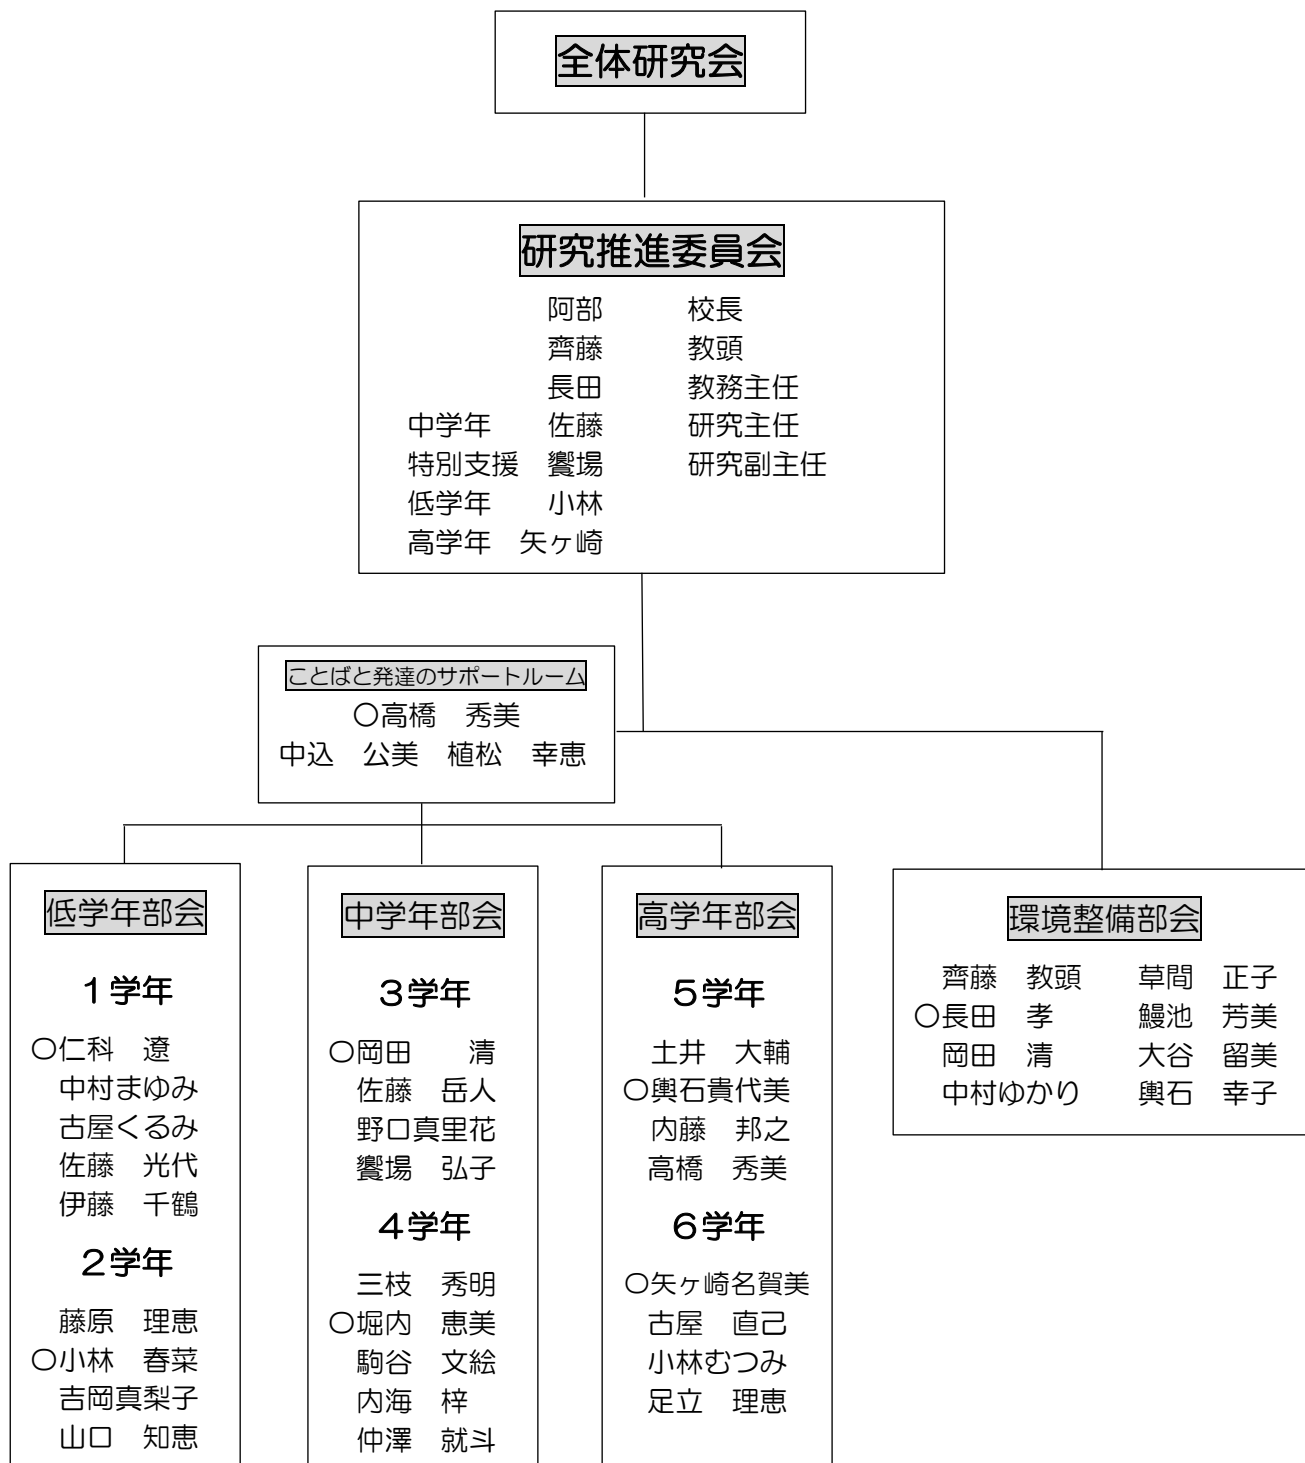 全体研究会
研究推進委員会
阿部 校長
齊藤 教頭
長田 教務主任
中学年 佐藤 研究主任
特別支援 饗場 研究副主任
低学年 小林
高学年 矢ヶ崎
ことばと発達のサポートルーム
〇高橋 秀美
中込 公美 植松 幸恵
低学年部会
1学年
〇仁科 遼
中村まゆみ
古屋くるみ
佐藤 光代
伊藤 千鶴
2学年
藤原 理恵
〇小林 春菜
吉岡真梨子
山口 知恵
中学年部会
3学年
〇岡田 清
佐藤 岳人
野口真里花
饗場 弘子
4学年
三枝 秀明
〇堀内 恵美
駒谷 文絵
内海 梓
仲澤 就斗
高学年部会
5学年
土井 大輔
〇輿石貴代美
内藤 邦之
高橋 秀美
6学年
〇矢ヶ崎名賀美
古屋 直己
小林むつみ
足立 理恵
環境整備部会
齊藤 教頭 草間 正子
〇長田 孝 鰻池 芳美
岡田 清 大谷 留美
中村ゆかり 輿石 幸子